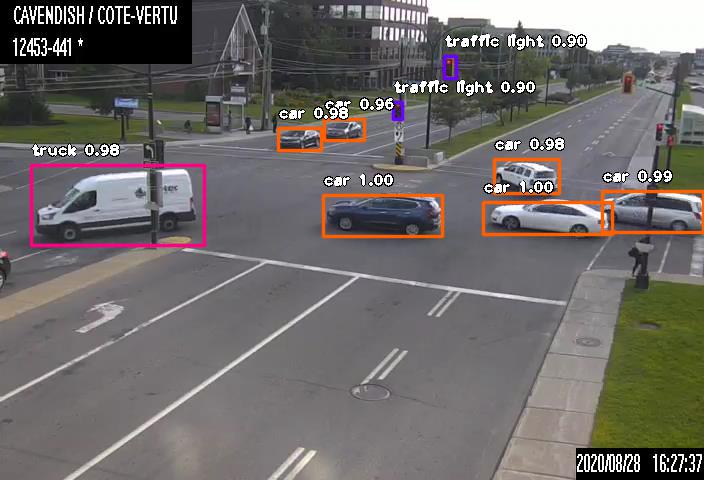 CAVENDISH / COTE-VERTU
12453-441 *
traffic light 0.90
traffic light 0.90
car 0.96
car 0.98
car 0.98
truck 0.98
car 1.00
car 1.00
car 0.99
2020/08/28 16:27:37